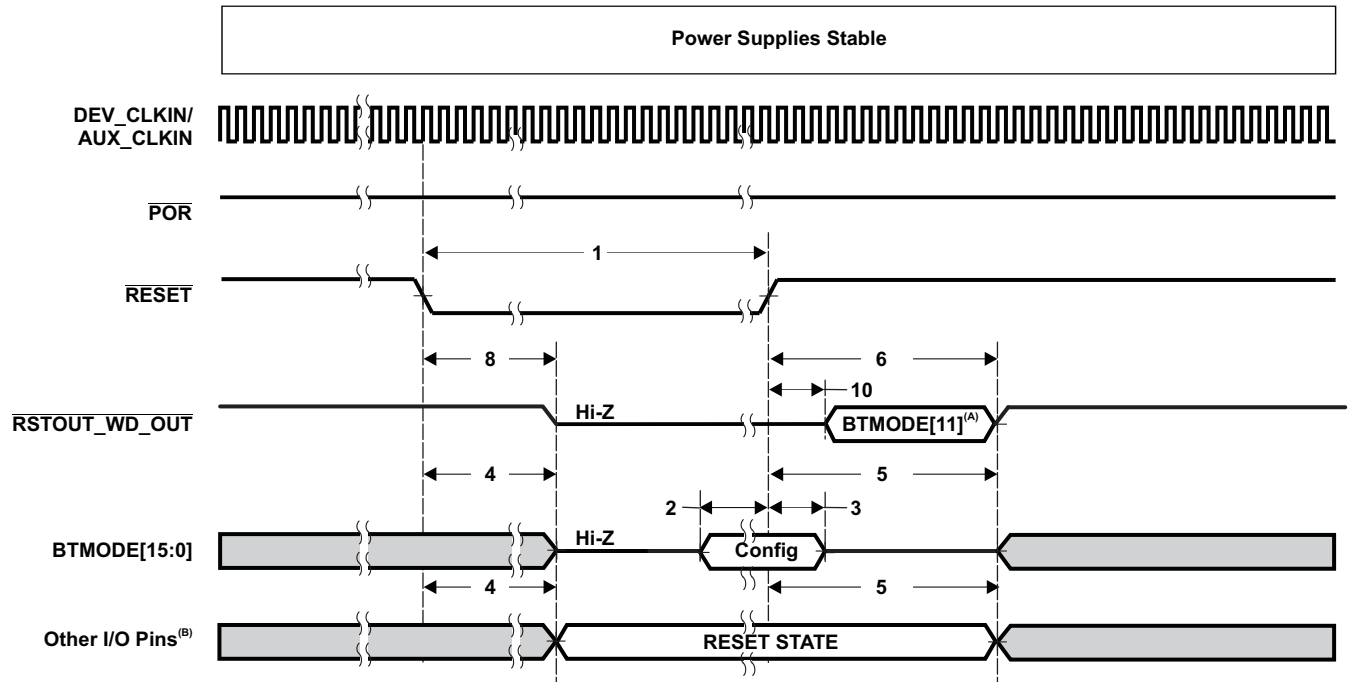 Power Supplies Stable
DEV_CLKIN/
AUX_CLKIN
POR
1
RESET
8
6
10
Hi-Z
RSTOUT_WD_OUT
BTMODE[11](A)
4
5
2
3
Hi-Z
BTMODE[15:0]
Config
4
5
Other I/O Pins(B)
RESET STATE